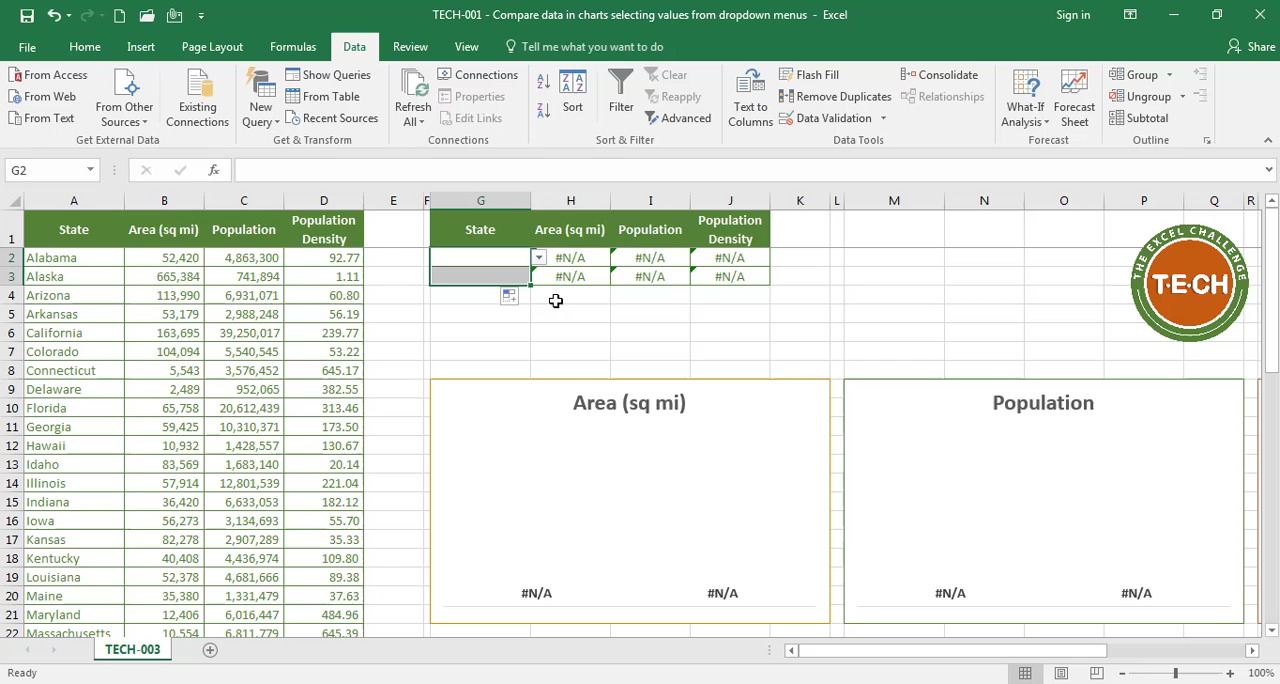 TECH-001 - Compare data in charts selecting values from dropdown menus - Excel
Sign in
File Home Insert Page Layout Formulas Data Review View Tell me what you want to do Share
From Access
From Web
From Text
From Other Sources
Existing Connections
Get External Data
New Query
Show Queries
From Table
Recent Sources
Get & Transform
Refresh All
Connections
Properties
Edit Links
Connections
Sort
Filter
Clear
Reapply
Advanced
Sort & Filter
Text to Columns
Flash Fill
Remove Duplicates
Data Validation
Consolidate
Relationships
Data Tools
What-If Analysis
Forecast Sheet
Forecast
Group
Ungroup
Subtotal
Outline
G2
fx
A B C D E F G H I J K L M N O P Q R
1 State Area (sq mi) Population Population Density State Area (sq mi) Population Population Density
2 Alabama 52,420 4,863,300 92.77 #N/A #N/A #N/A
3 Alaska 665,384 741,894 1.11 #N/A #N/A #N/A
4 Arizona 113,990 6,931,071 60.80
5 Arkansas 53,179 2,988,248 56.19
6 California 163,695 39,250,017 239.77
7 Colorado 104,094 5,540,545 53.22
8 Connecticut 5,543 3,576,452 645.17
9 Delaware 2,489 952,065 382.55
10 Florida 65,758 20,612,439 313.46
11 Georgia 59,425 10,310,371 173.50
12 Hawaii 10,932 1,428,557 130.67
13 Idaho 83,569 1,683,140 20.14
14 Illinois 57,914 12,801,539 221.04
15 Indiana 36,420 6,633,053 182.12
16 Iowa 56,273 3,134,693 55.70
17 Kansas 82,278 2,907,289 35.33
18 Kentucky 40,408 4,436,974 109.80
19 Louisiana 52,378 4,681,666 89.38
20 Maine 35,380 1,331,479 37.63
21 Maryland 12,406 6,016,447 484.96
22 Massachusetts 10,554 6,811,779 645.39
THE EXCEL CHALLENGE
T·E·CH
Area (sq mi)
#N/A #N/A
Population
#N/A #N/A
TECH-003
Ready
100%